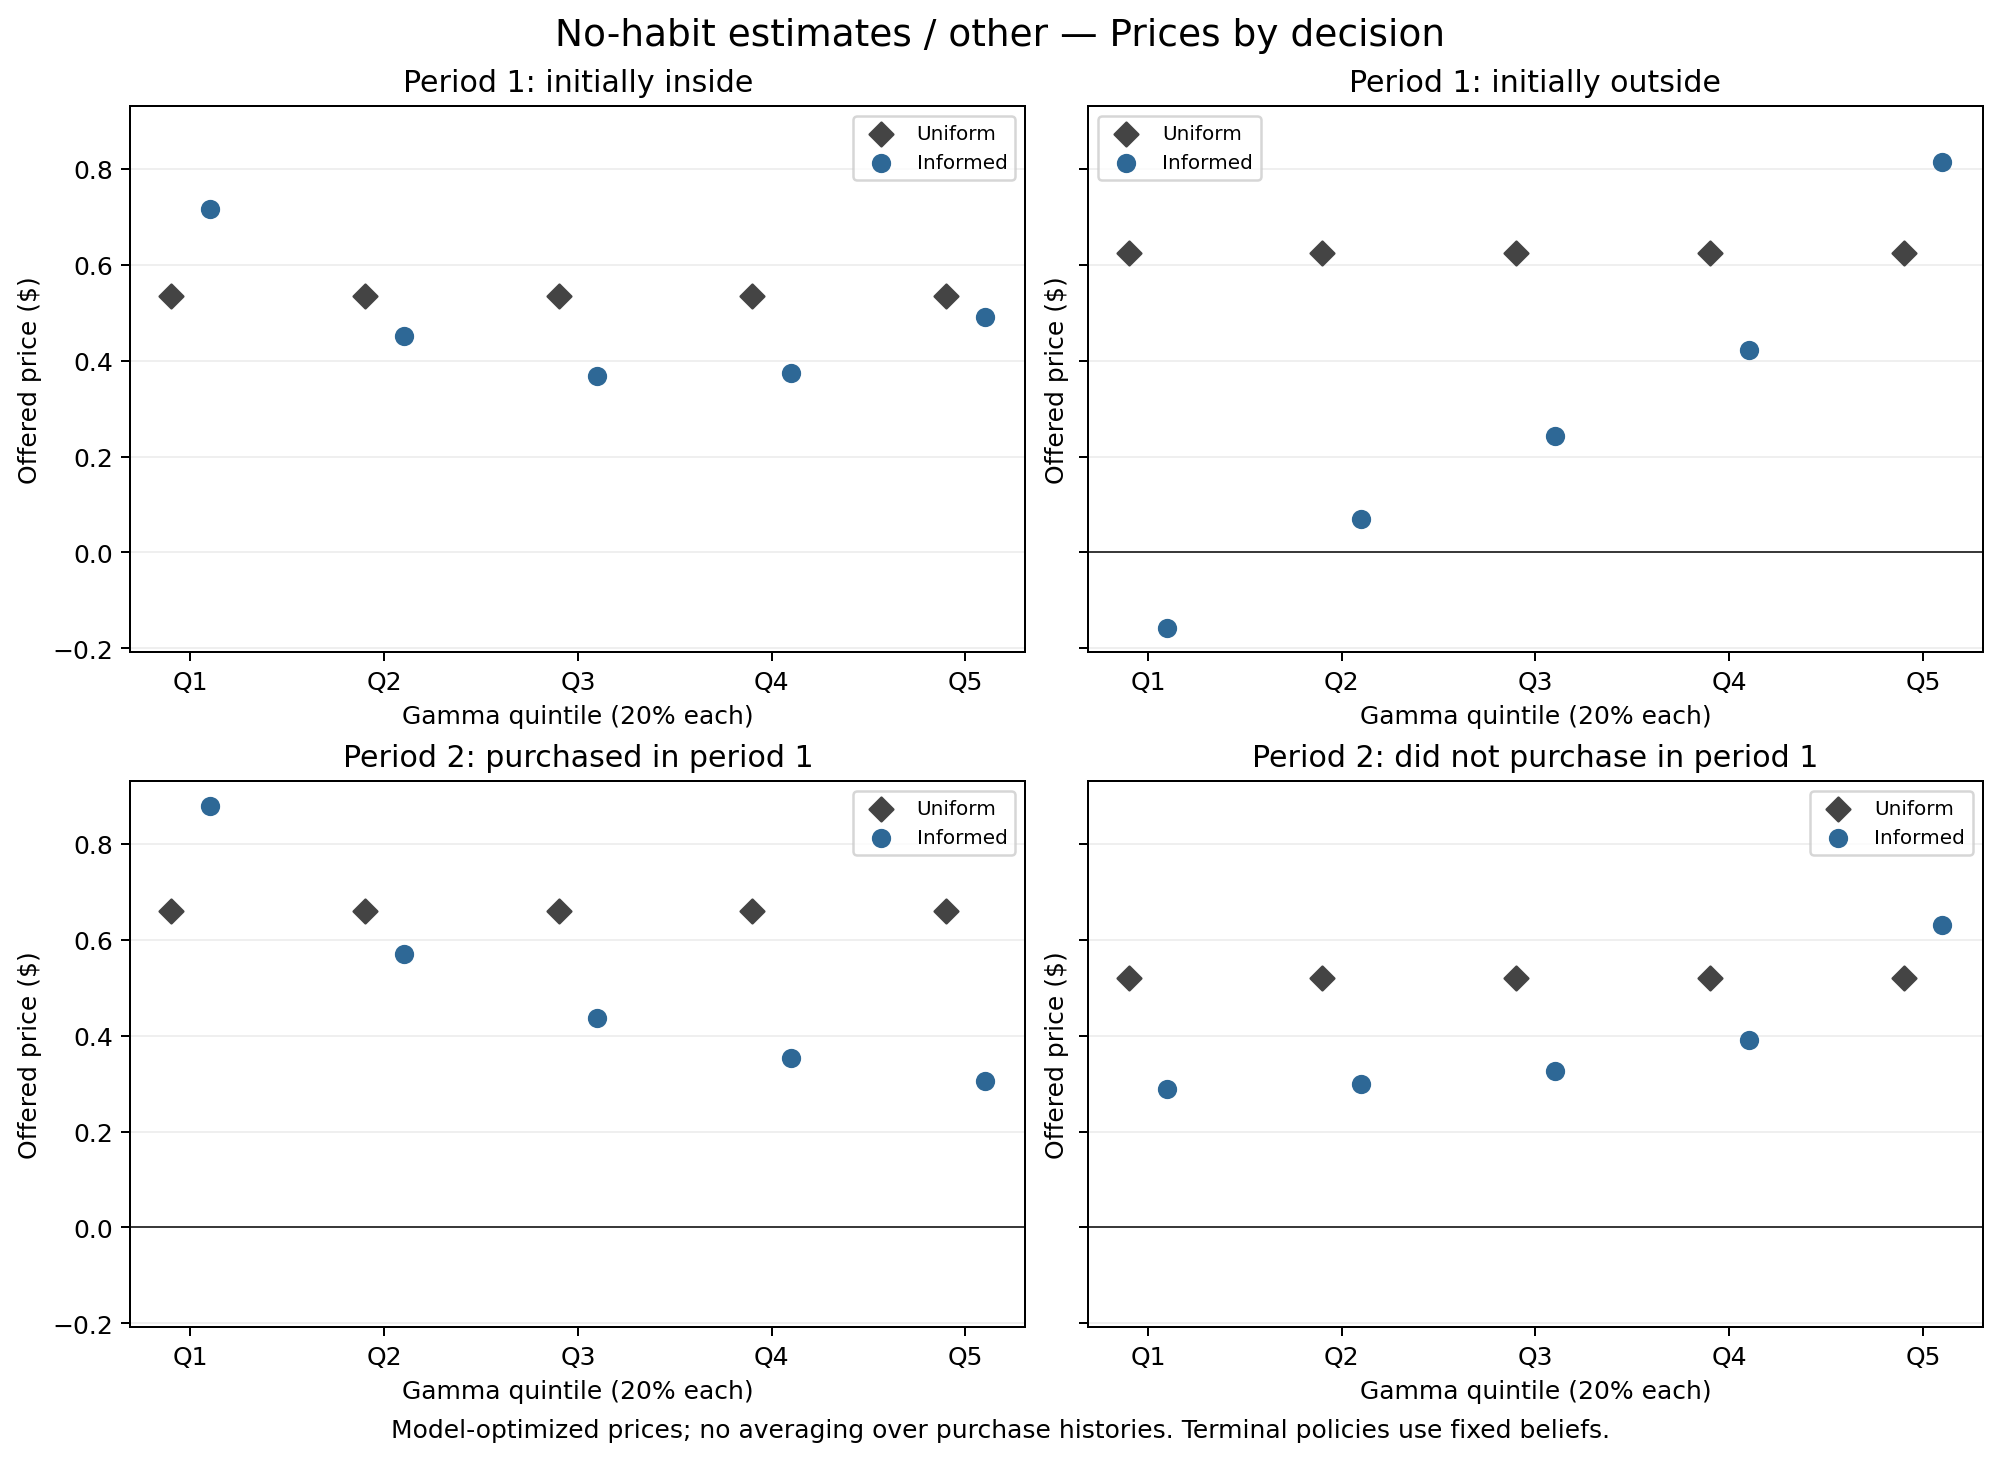 No-habit estimates / other — Prices by decision
Period 1: initially inside
Offered price ($)
0.8
0.6
0.4
0.2
0.0
−0.2
Uniform
Informed
Q1 Q2 Q3 Q4 Q5
Gamma quintile (20% each)
Period 1: initially outside
Offered price ($)
Uniform
Informed
Q1 Q2 Q3 Q4 Q5
Gamma quintile (20% each)
Period 2: purchased in period 1
Offered price ($)
0.8
0.6
0.4
0.2
0.0
−0.2
Uniform
Informed
Q1 Q2 Q3 Q4 Q5
Gamma quintile (20% each)
Period 2: did not purchase in period 1
Offered price ($)
Uniform
Informed
Q1 Q2 Q3 Q4 Q5
Gamma quintile (20% each)
Model-optimized prices; no averaging over purchase histories. Terminal policies use fixed beliefs.